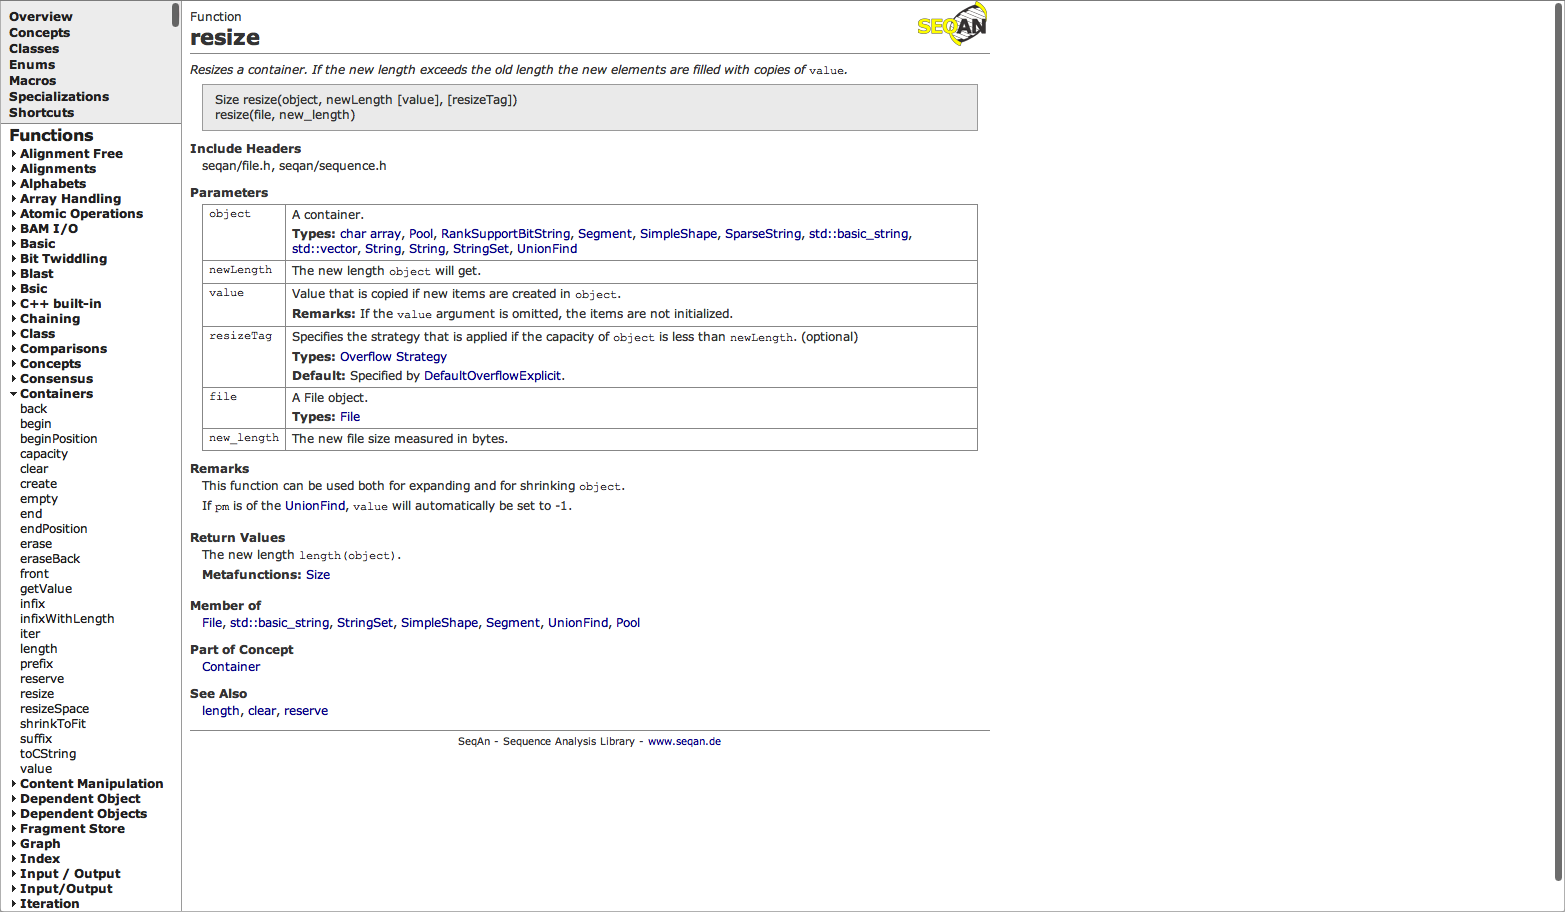 Overview
Concepts
Classes
Enums
Macros
Specializations
Shortcuts
Functions
Alignment Free
Alignments
Alphabets
Array Handling
Atomic Operations
BAM I/O
Basic
Bit Twiddling
Blast
Bsic
C++ built-in
Chaining
Class
Comparisons
Concepts
Consensus
Containers
back
begin
beginPosition
capacity
clear
create
empty
end
endPosition
erase
eraseBack
front
getValue
infix
infixWithLength
iter
length
prefix
reserve
resize
resizeSpace
shrinkToFit
suffix
toCString
value
Content Manipulation
Dependent Object
Dependent Objects
Fragment Store
Graph
Index
Input / Output
Input/Output
Iteration
Function
resize
SEQAN
Resizes a container. If the new length exceeds the old length the new elements are filled with copies of value.
Size resize(object, newLength [value], [resizeTag])
resize(file, new_length)
Include Headers
seqan/file.h, seqan/sequence.h
Parameters
object A container.
Types: char array, Pool, RankSupportBitString, Segment, SimpleShape, SparseString, std::basic_string,
std::vector, String, String, StringSet, UnionFind
newLength The new length object will get.
value Value that is copied if new items are created in object.
Remarks: If the value argument is omitted, the items are not initialized.
resizeTag Specifies the strategy that is applied if the capacity of object is less than newLength. (optional)
Types: Overflow Strategy
Default: Specified by DefaultOverflowExplicit.
file A File object.
Types: File
new_length The new file size measured in bytes.
Remarks
This function can be used both for expanding and for shrinking object.
If pm is of the UnionFind, value will automatically be set to -1.
Return Values
The new length length(object).
Metafunctions: Size
Member of
File, std::basic_string, StringSet, SimpleShape, Segment, UnionFind, Pool
Part of Concept
Container
See Also
length, clear, reserve
SeqAn - Sequence Analysis Library - www.seqan.de